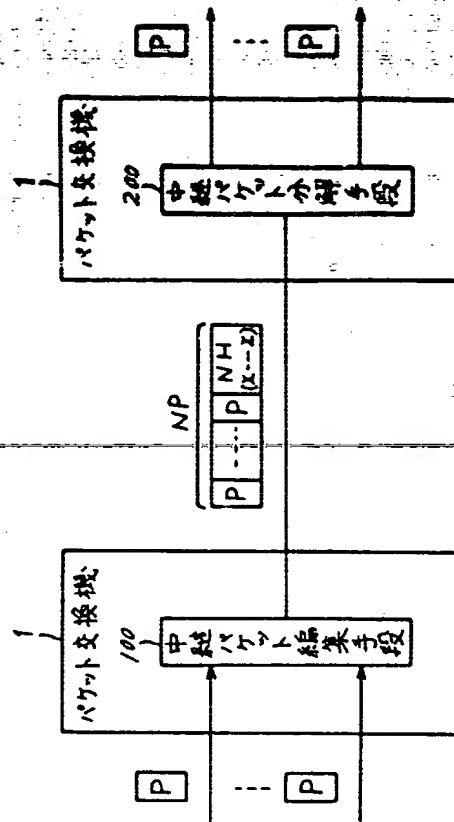 1
パケット交換機
100
中継パケット編集手段
P
----
P
NP
P
-----
P
NH
(X---X)
1
パケット交換機
200
中継パケット分解手段
P
----
P